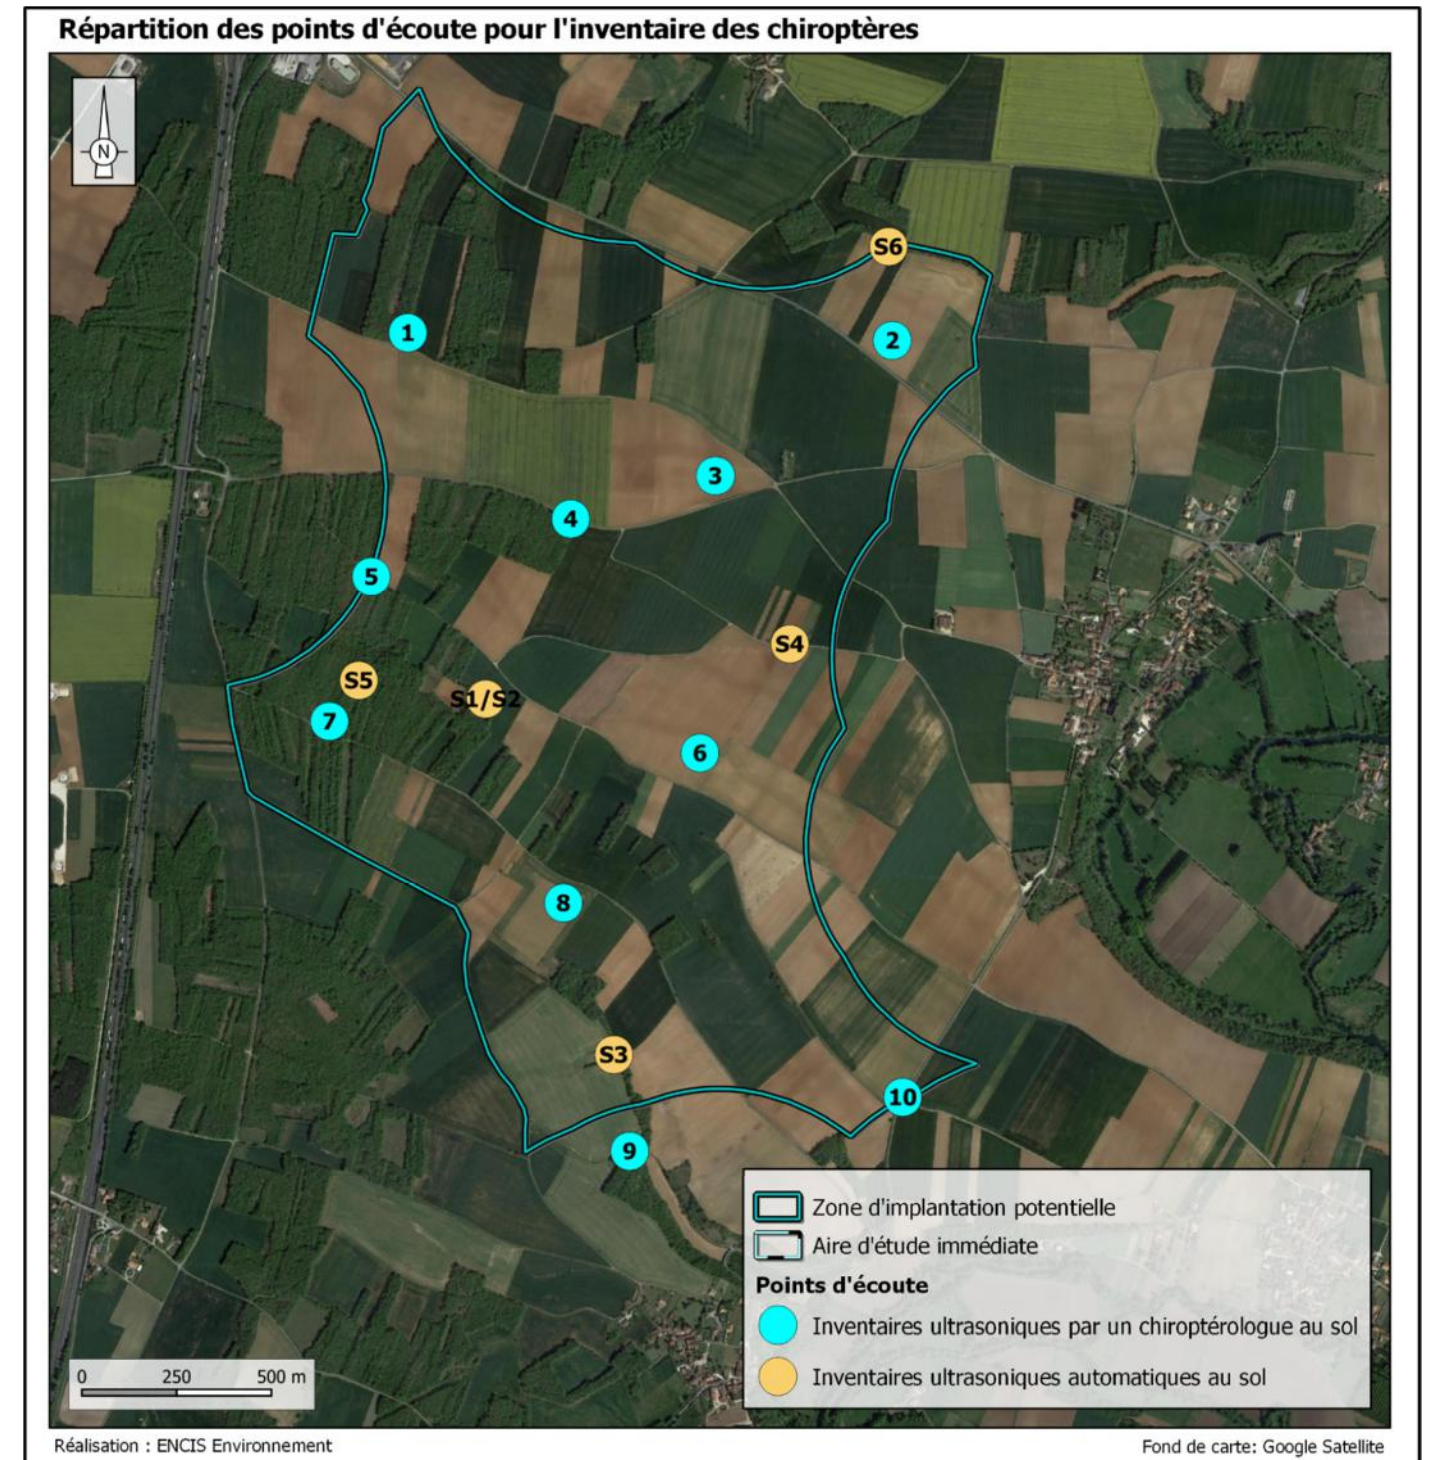 Répartition des points d'écoute pour l'inventaire des chiroptères
N
S6
1
2
3
4
5
S4
S5
S1/S2
7
6
8
S3
10
9
Zone d'implantation potentielle
Aire d'étude immédiate
Points d'écoute
Inventaires ultrasoniques par un chiroptérologue au sol
Inventaires ultrasoniques automatiques au sol
0 250 500 m
Réalisation : ENCIS Environnement
Fond de carte: Google Satellite